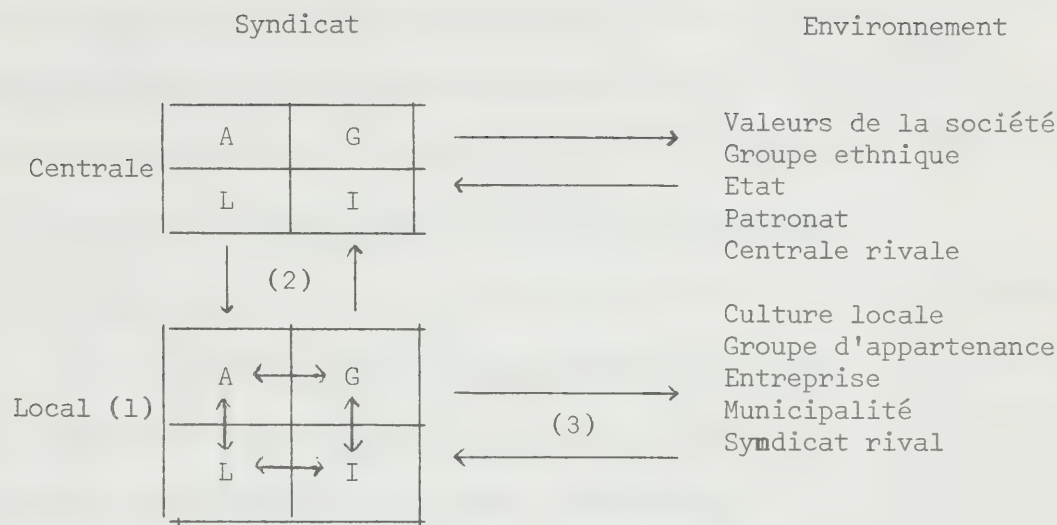 Syndicat Environnement
A G
Centrale
L I
Valeurs de la société
Groupe ethnique
Etat
Patronat
Centrale rivale
(2)
A G
Local (1)
L I
(3)
Culture locale
Groupe d'appartenance
Entreprise
Municipalité
Syndicat rival